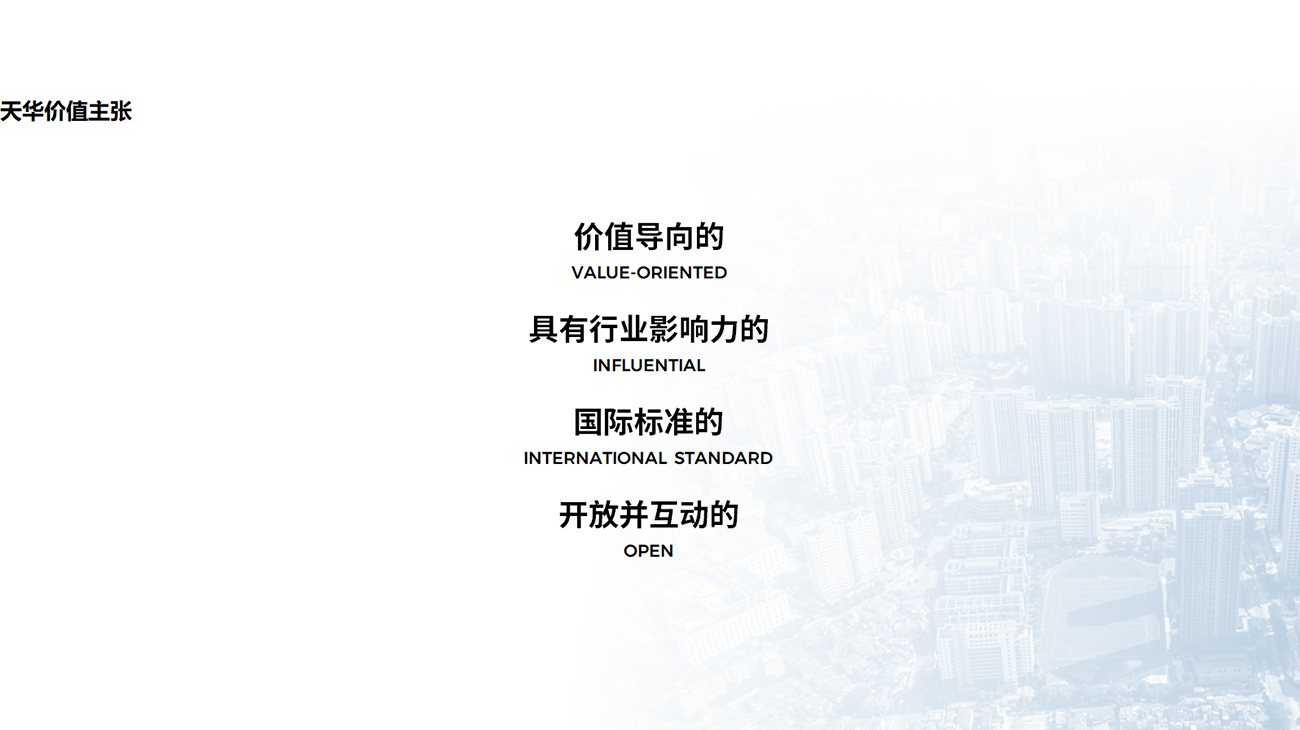 天华价值主张
价值导向的
VALUE-ORIENTED
具有行业影响力的
INFLUENTIAL
国际标准的
INTERNATIONAL STANDARD
开放并互动的
OPEN